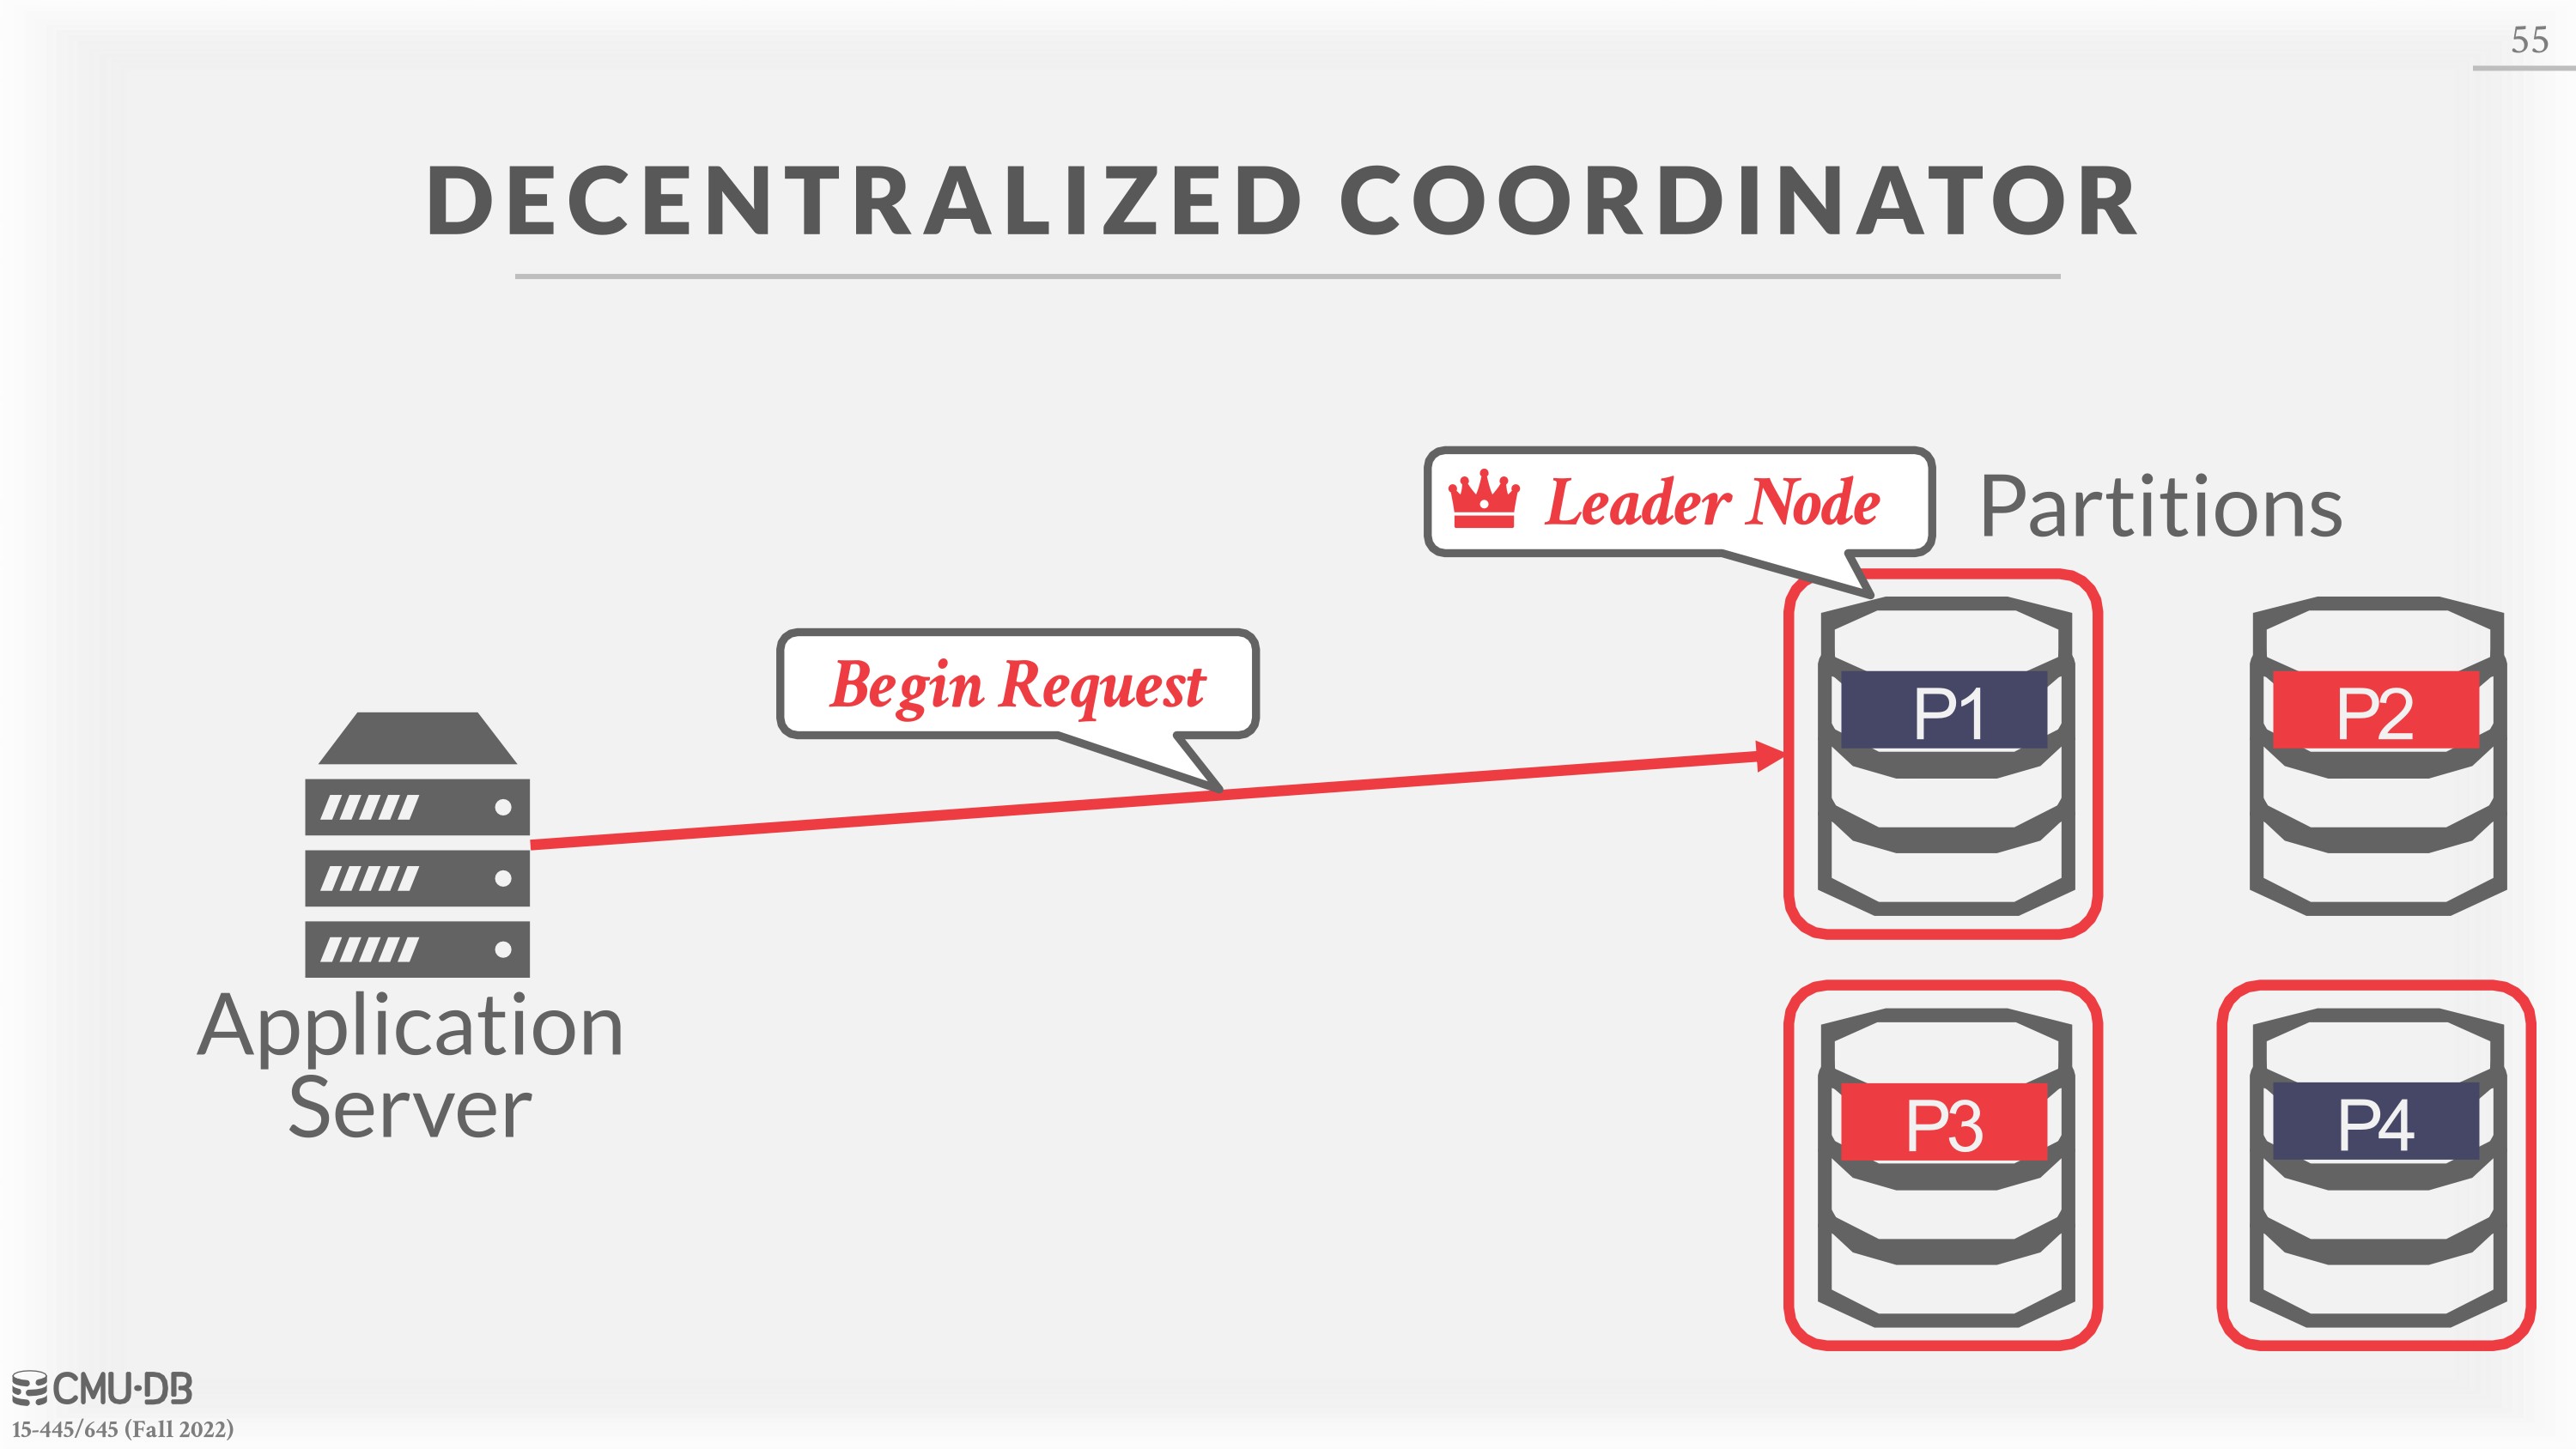 55
DECENTRALIZED COORDINATOR
Leader Node
Partitions
Begin Request
P1
P2
Application
Server
P3
P4
CMU·DB
15-445/645 (Fall 2022)